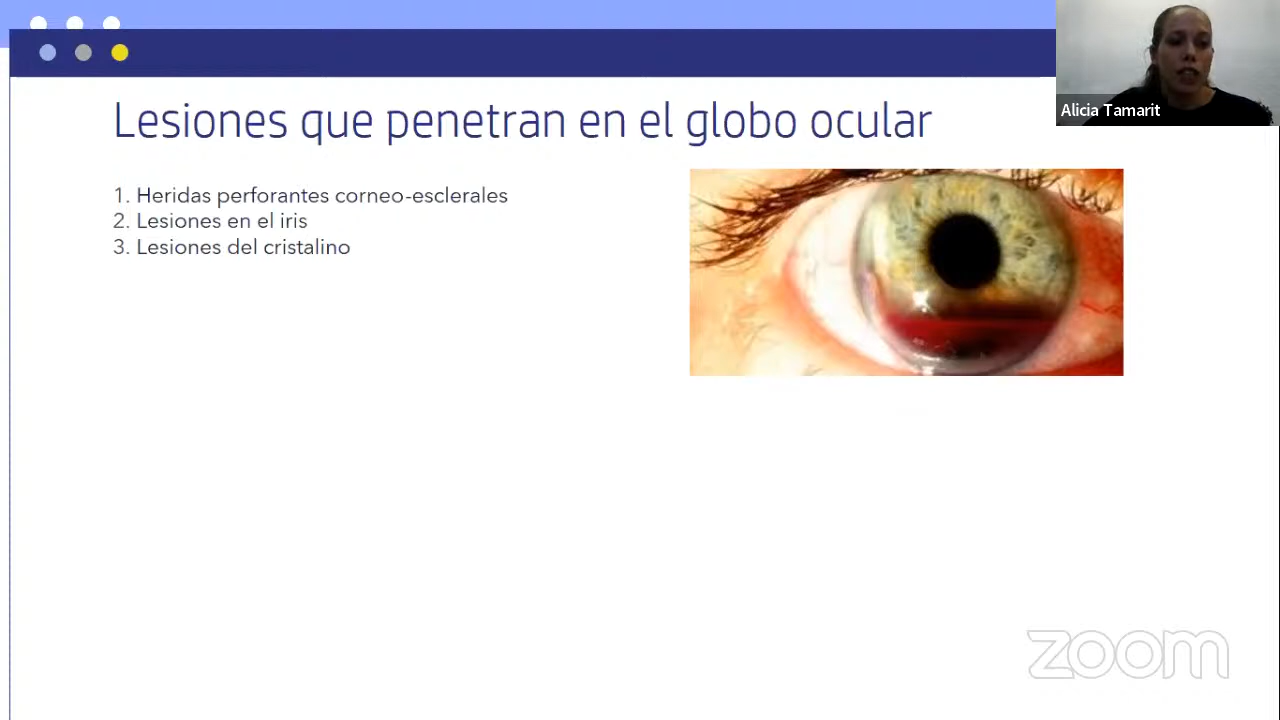 Lesiones que penetran en el globo ocular
1. Heridas perforantes corneo-esclerales
2. Lesiones en el iris
3. Lesiones del cristalino
Alicia Tamarit
zoom